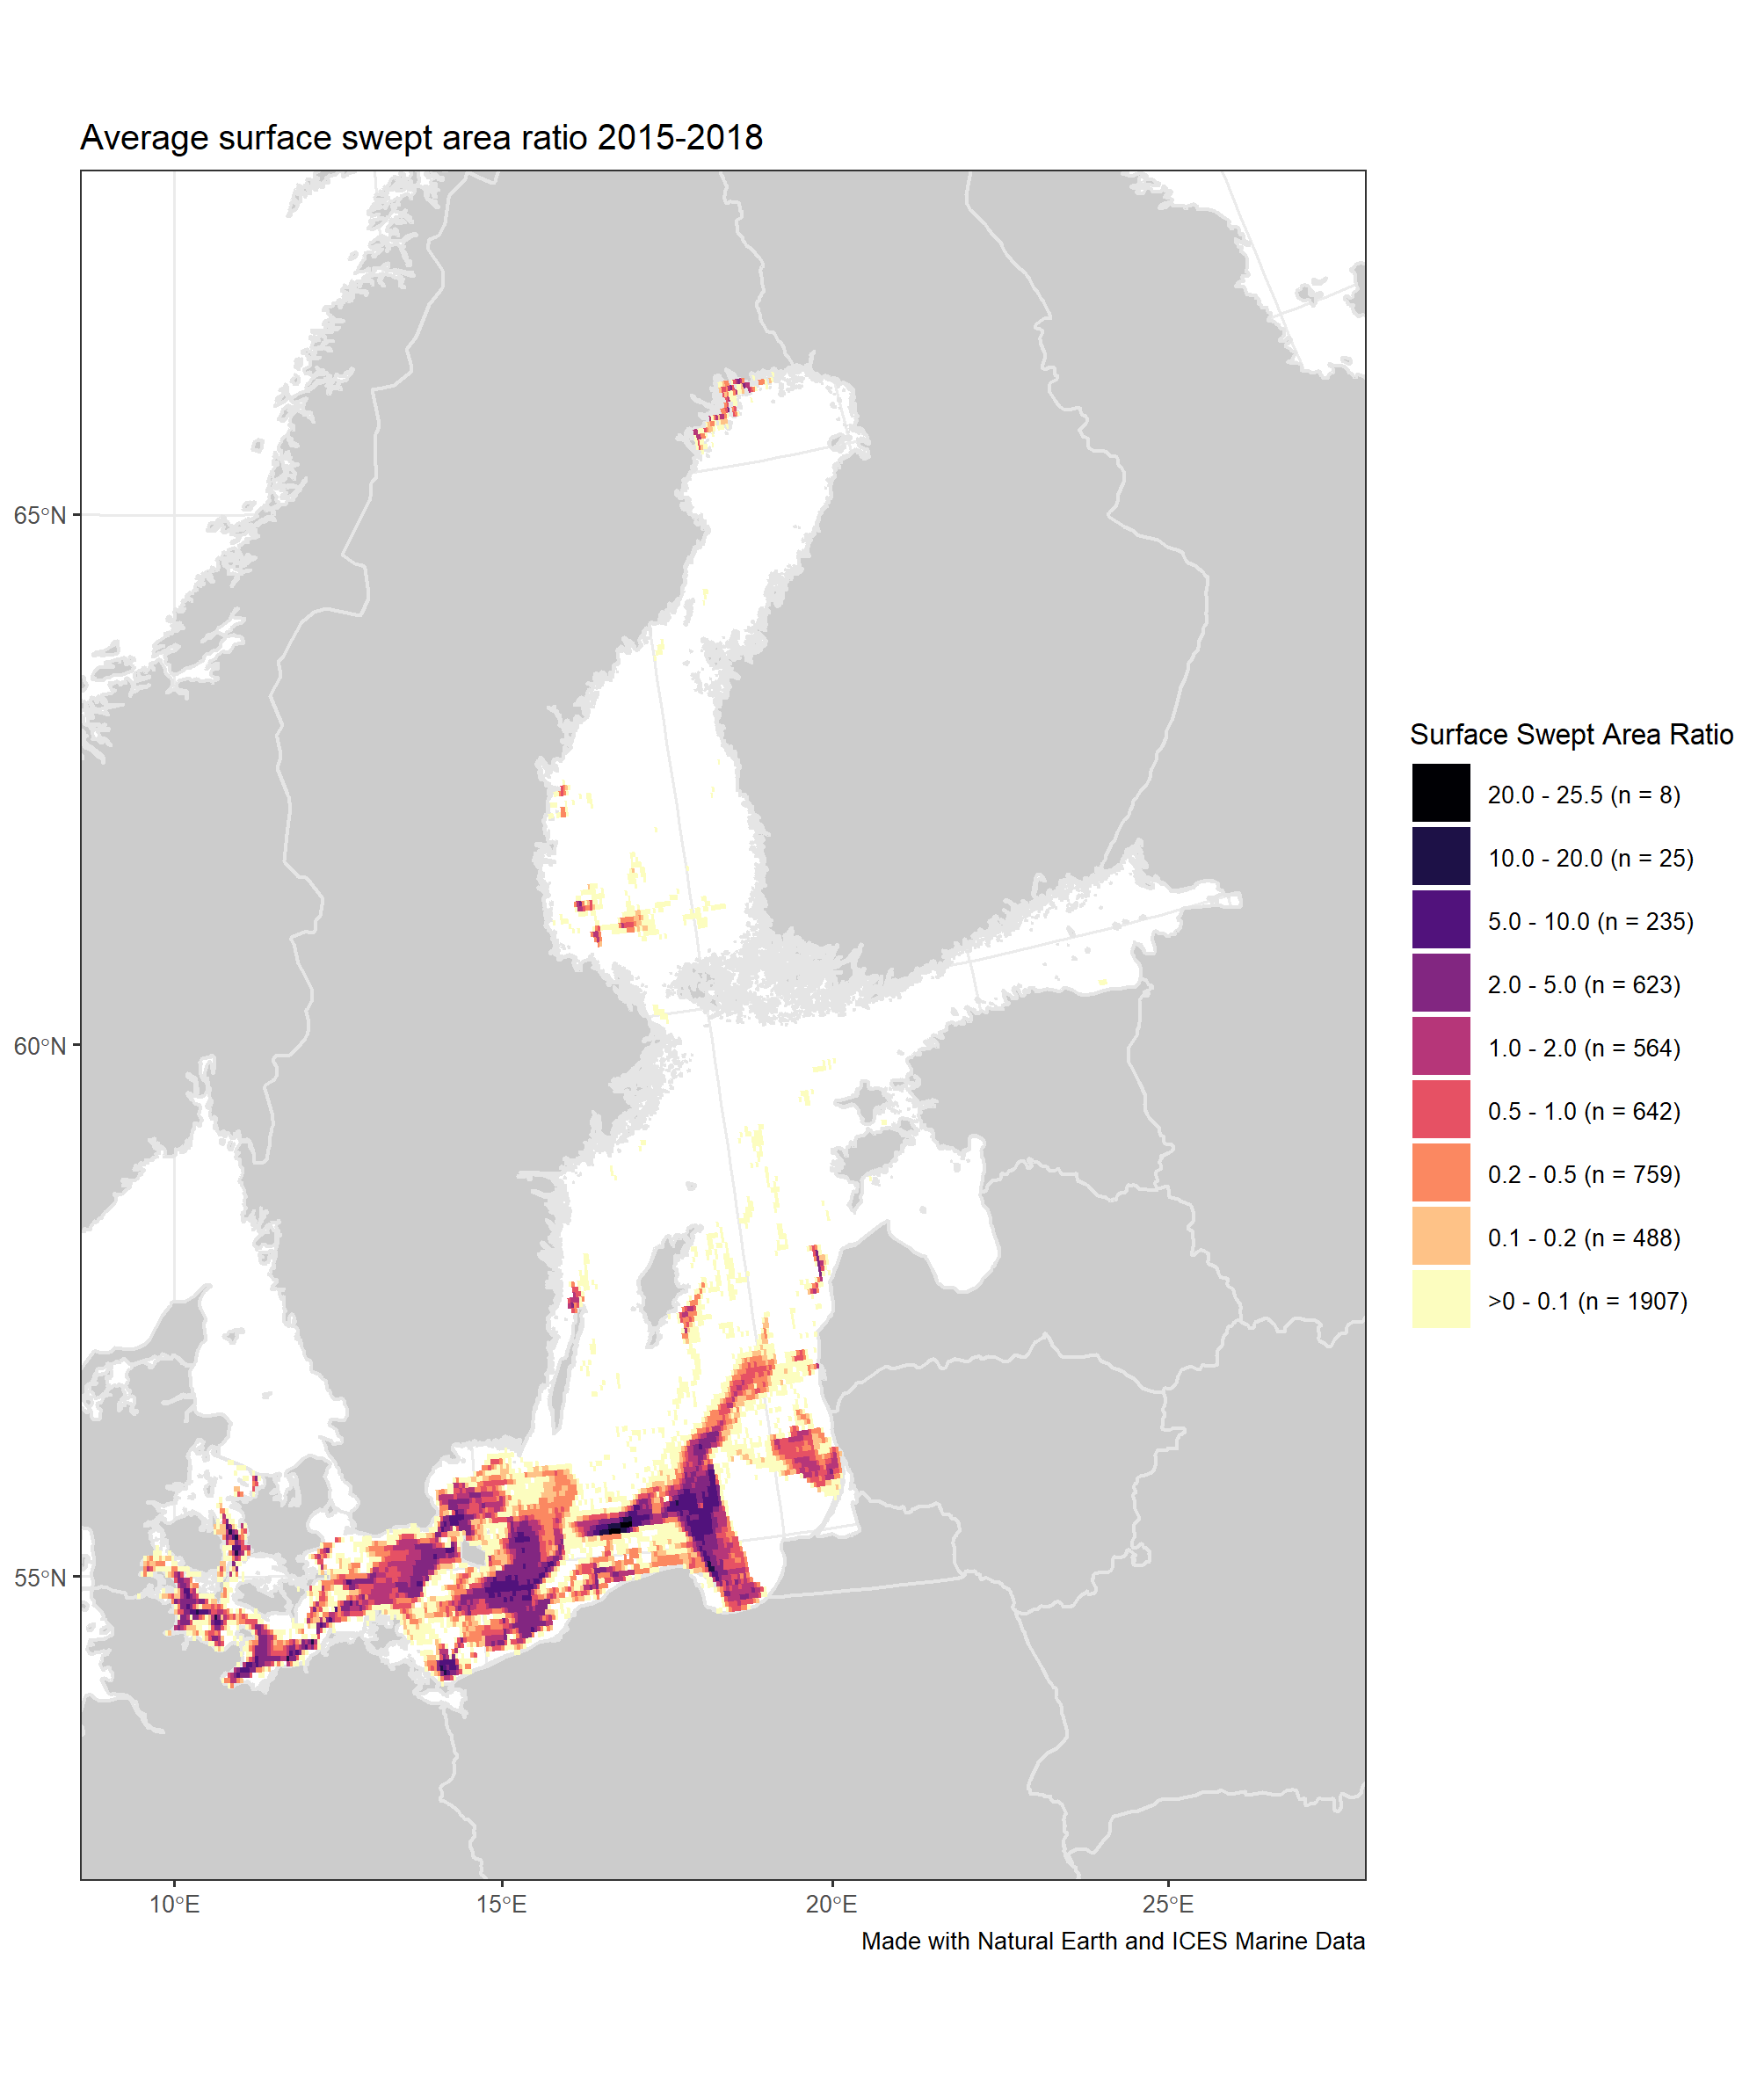 Average surface swept area ratio 2015-2018
65°N
60°N
55°N
10°E
15°E
20°E
25°E
Made with Natural Earth and ICES Marine Data
Surface Swept Area Ratio
20.0 - 25.5 (n = 8)
10.0 - 20.0 (n = 25)
5.0 - 10.0 (n = 235)
2.0 - 5.0 (n = 623)
1.0 - 2.0 (n = 564)
0.5 - 1.0 (n = 642)
0.2 - 0.5 (n = 759)
0.1 - 0.2 (n = 488)
>0 - 0.1 (n = 1907)